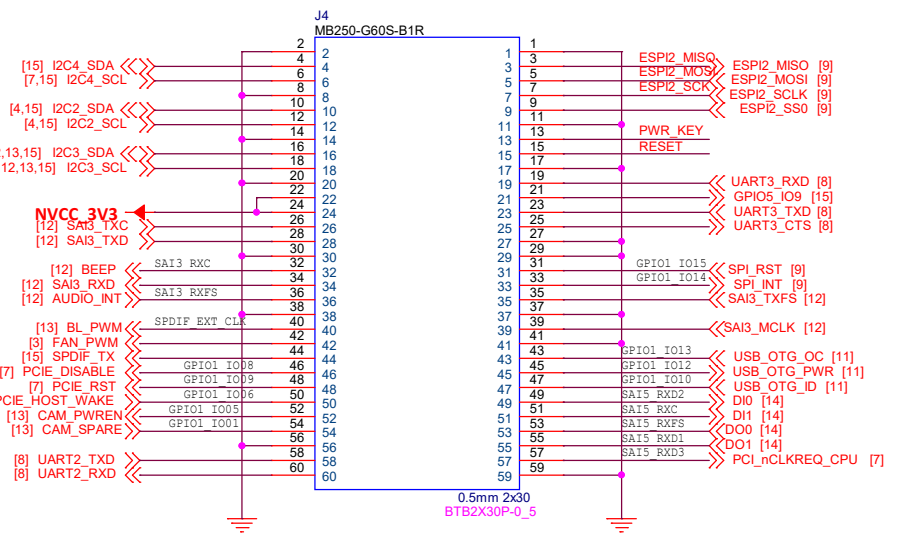 J4
MB250-G60S-B1R
2 2 1 1
[15] I2C4_SDA 4 4 3 3 ESPI2_MISO ESPI2_MISO [9]
[7,15] I2C4_SCL 6 6 5 5 ESPI2_MOSI ESPI2_MOSI [9]
8 8 7 7 ESPI2_SCK ESPI2_SCLK [9]
[4,15] I2C2_SDA 10 10 9 9 ESPI2_SS0 [9]
[4,15] I2C2_SCL 12 12 11 11
14 14 13 13 PWR_KEY
,13,15] I2C3_SDA 16 16 15 15 RESET
12,13,15] I2C3_SCL 18 18 17 17
20 20 19 19 UART3_RXD [8]
22 22 21 21 GPIO5_IO9 [15]
NVCC_3V3 24 24 23 23 UART3_TXD [8]
[12] SAI3_TXC 26 26 25 25 UART3_CTS [8]
[12] SAI3_TXD 28 28 27 27
30 30 29 29
[12] BEEP SAI3_RXC 32 32 31 31 GPIO1_IO15 SPI_RST [9]
[12] SAI3_RXD 34 34 33 33 GPIO1_IO14 SPI_INT [9]
[12] AUDIO_INT SAI3_RXFS 36 36 35 35 SAI3_TXFS [12]
38 38 37 37
[13] BL_PWM SPDIF_EXT_CLK 40 40 39 39 SAI3_MCLK [12]
[3] FAN_PWM 42 42 41 41
[15] SPDIF_TX 44 44 43 43 GPIO1_IO13 USB_OTG_OC [11]
[7] PCIE_DISABLE GPIO1_IO08 46 46 45 45 GPIO1_IO12 USB_OTG_PWR [11]
[7] PCIE_RST GPIO1_IO09 48 48 47 47 GPIO1_IO10 USB_OTG_ID [11]
PCIE_HOST_WAKE GPIO1_IO06 50 50 49 49 SAI5_RXD2 DI0 [14]
[13] CAM_PWREN GPIO1_IO05 52 52 51 51 SAI5_RXC DI1 [14]
[13] CAM_SPARE GPIO1_IO01 54 54 53 53 SAI5_RXFS DO0 [14]
56 56 55 55 SAI5_RXD1 DO1 [14]
[8] UART2_TXD 58 58 57 57 SAI5_RXD3 PCI_nCLKREQ_CPU [7]
[8] UART2_RXD 60 60 59 59
0.5mm 2x30
BTB2X30P-0_5